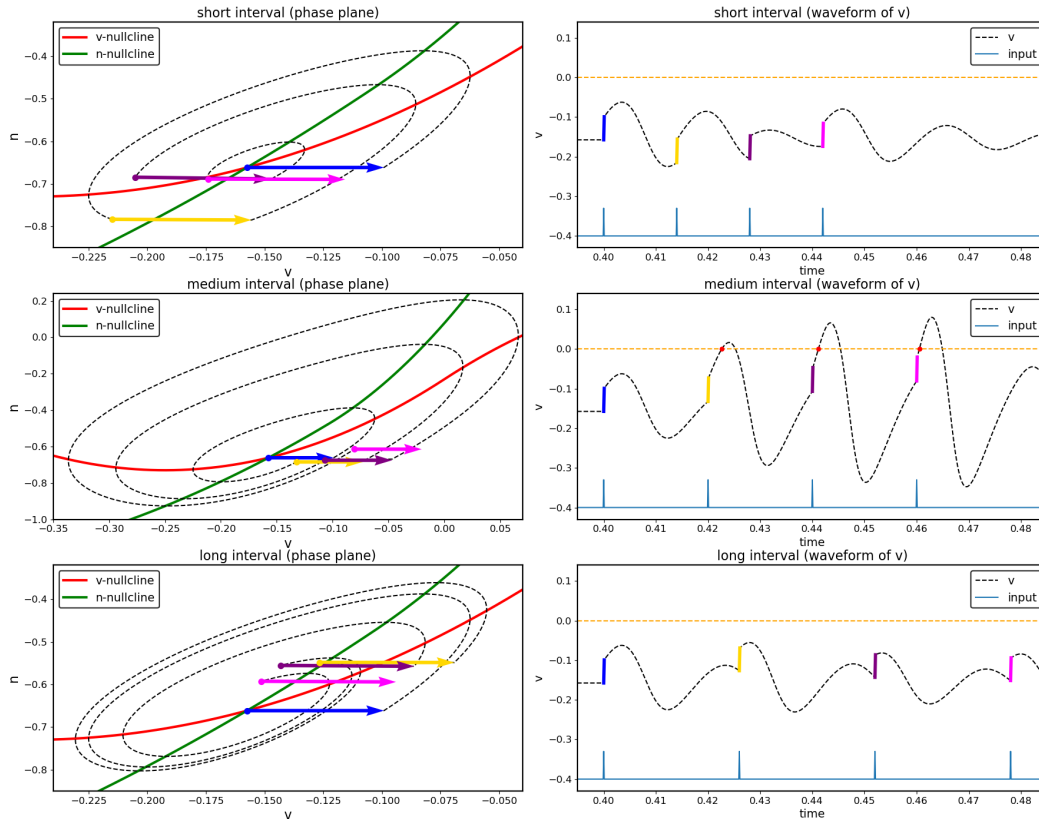 short interval (phase plane)
v-nullcline
n-nullcline
n
−0.4
−0.5
−0.6
−0.7
−0.8
−0.225 −0.200 −0.175 −0.150 −0.125 −0.100 −0.075 −0.050
v
short interval (waveform of v)
v
input
v
0.1
0.0
−0.1
−0.2
−0.3
−0.4
0.40 0.41 0.42 0.43 0.44 0.45 0.46 0.47 0.48
time
medium interval (phase plane)
v-nullcline
n-nullcline
n
0.2
0.0
−0.2
−0.4
−0.6
−0.8
−1.0
−0.35 −0.30 −0.25 −0.20 −0.15 −0.10 −0.05 0.00 0.05
v
medium interval (waveform of v)
v
input
v
0.1
0.0
−0.1
−0.2
−0.3
−0.4
0.40 0.41 0.42 0.43 0.44 0.45 0.46 0.47 0.48
time
long interval (phase plane)
v-nullcline
n-nullcline
n
−0.4
−0.5
−0.6
−0.7
−0.8
−0.225 −0.200 −0.175 −0.150 −0.125 −0.100 −0.075 −0.050
v
long interval (waveform of v)
v
input
v
0.1
0.0
−0.1
−0.2
−0.3
−0.4
0.40 0.41 0.42 0.43 0.44 0.45 0.46 0.47 0.48
time